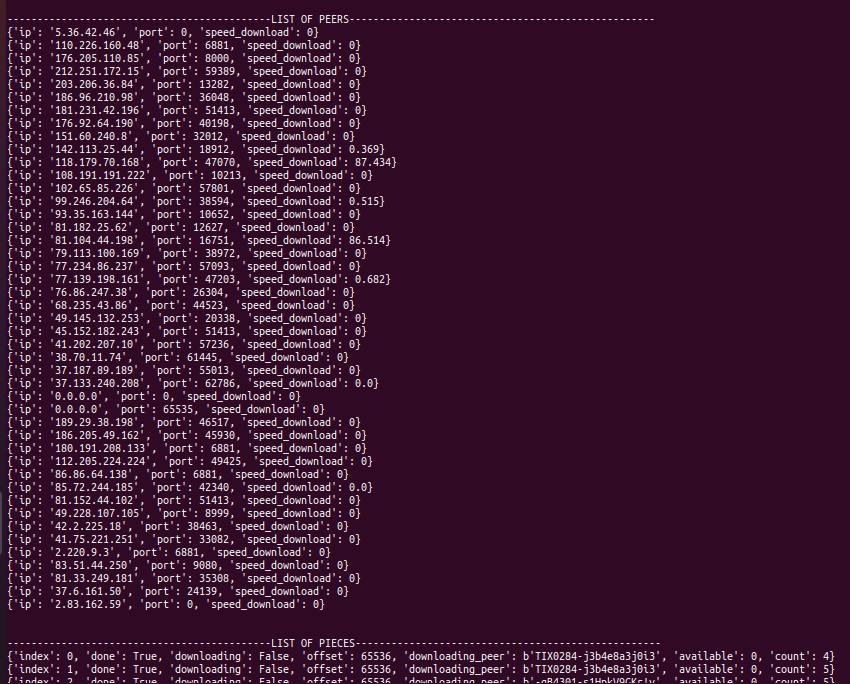 --------------------------------------------LIST OF PEERS---------------------------------------------------
{'ip': '5.36.42.46', 'port': 0, 'speed_download': 0}
{'ip': '110.226.160.48', 'port': 6881, 'speed_download': 0}
{'ip': '176.205.110.85', 'port': 8000, 'speed_download': 0}
{'ip': '212.251.172.15', 'port': 59389, 'speed_download': 0}
{'ip': '203.206.36.84', 'port': 13282, 'speed_download': 0}
{'ip': '186.96.210.98', 'port': 36048, 'speed_download': 0}
{'ip': '181.231.42.196', 'port': 51413, 'speed_download': 0}
{'ip': '176.92.64.190', 'port': 40198, 'speed_download': 0}
{'ip': '151.60.240.8', 'port': 32012, 'speed_download': 0}
{'ip': '142.113.25.44', 'port': 18912, 'speed_download': 0.369}
{'ip': '118.179.70.168', 'port': 47070, 'speed_download': 87.434}
{'ip': '108.191.191.222', 'port': 10213, 'speed_download': 0}
{'ip': '102.65.85.226', 'port': 57801, 'speed_download': 0}
{'ip': '99.246.204.64', 'port': 38594, 'speed_download': 0.515}
{'ip': '93.35.163.144', 'port': 10652, 'speed_download': 0}
{'ip': '81.182.25.62', 'port': 12627, 'speed_download': 0}
{'ip': '81.104.44.198', 'port': 16751, 'speed_download': 86.514}
{'ip': '79.113.100.169', 'port': 38972, 'speed_download': 0}
{'ip': '77.234.86.237', 'port': 57093, 'speed_download': 0}
{'ip': '77.139.198.161', 'port': 47203, 'speed_download': 0.682}
{'ip': '76.86.247.38', 'port': 26304, 'speed_download': 0}
{'ip': '68.235.43.86', 'port': 44523, 'speed_download': 0}
{'ip': '49.145.132.253', 'port': 20338, 'speed_download': 0}
{'ip': '45.152.182.243', 'port': 51413, 'speed_download': 0}
{'ip': '41.202.207.10', 'port': 57236, 'speed_download': 0}
{'ip': '38.70.11.74', 'port': 61445, 'speed_download': 0}
{'ip': '37.187.89.189', 'port': 55013, 'speed_download': 0}
{'ip': '37.133.240.208', 'port': 62786, 'speed_download': 0.0}
{'ip': '0.0.0.0', 'port': 0, 'speed_download': 0}
{'ip': '0.0.0.0', 'port': 65535, 'speed_download': 0}
{'ip': '189.29.38.198', 'port': 46517, 'speed_download': 0}
{'ip': '186.205.49.162', 'port': 45930, 'speed_download': 0}
{'ip': '180.191.208.133', 'port': 6881, 'speed_download': 0}
{'ip': '112.205.224.224', 'port': 49425, 'speed_download': 0}
{'ip': '86.86.64.138', 'port': 6881, 'speed_download': 0}
{'ip': '85.72.244.185', 'port': 42340, 'speed_download': 0.0}
{'ip': '81.152.44.102', 'port': 51413, 'speed_download': 0}
{'ip': '49.228.107.105', 'port': 8999, 'speed_download': 0}
{'ip': '42.2.225.18', 'port': 38463, 'speed_download': 0}
{'ip': '41.75.221.251', 'port': 33082, 'speed_download': 0}
{'ip': '2.220.9.3', 'port': 6881, 'speed_download': 0}
{'ip': '83.51.44.250', 'port': 9080, 'speed_download': 0}
{'ip': '81.33.249.181', 'port': 35308, 'speed_download': 0}
{'ip': '37.6.161.50', 'port': 24139, 'speed_download': 0}
{'ip': '2.83.162.59', 'port': 0, 'speed_download': 0}
--------------------------------------------LIST OF PIECES---------------------------------------------------
{'index': 0, 'done': True, 'downloading': False, 'offset': 65536, 'downloading_peer': b'TIX0284-j3b4e8a3j0i3', 'available': 0, 'count': 4}
{'index': 1, 'done': True, 'downloading': False, 'offset': 65536, 'downloading_peer': b'TIX0284-j3b4e8a3j0i3', 'available': 0, 'count': 5}
{'index': 2, 'done': True, 'downloading': False, 'offset': 65536, 'downloading_peer': 'available': 0, 'count': 5}